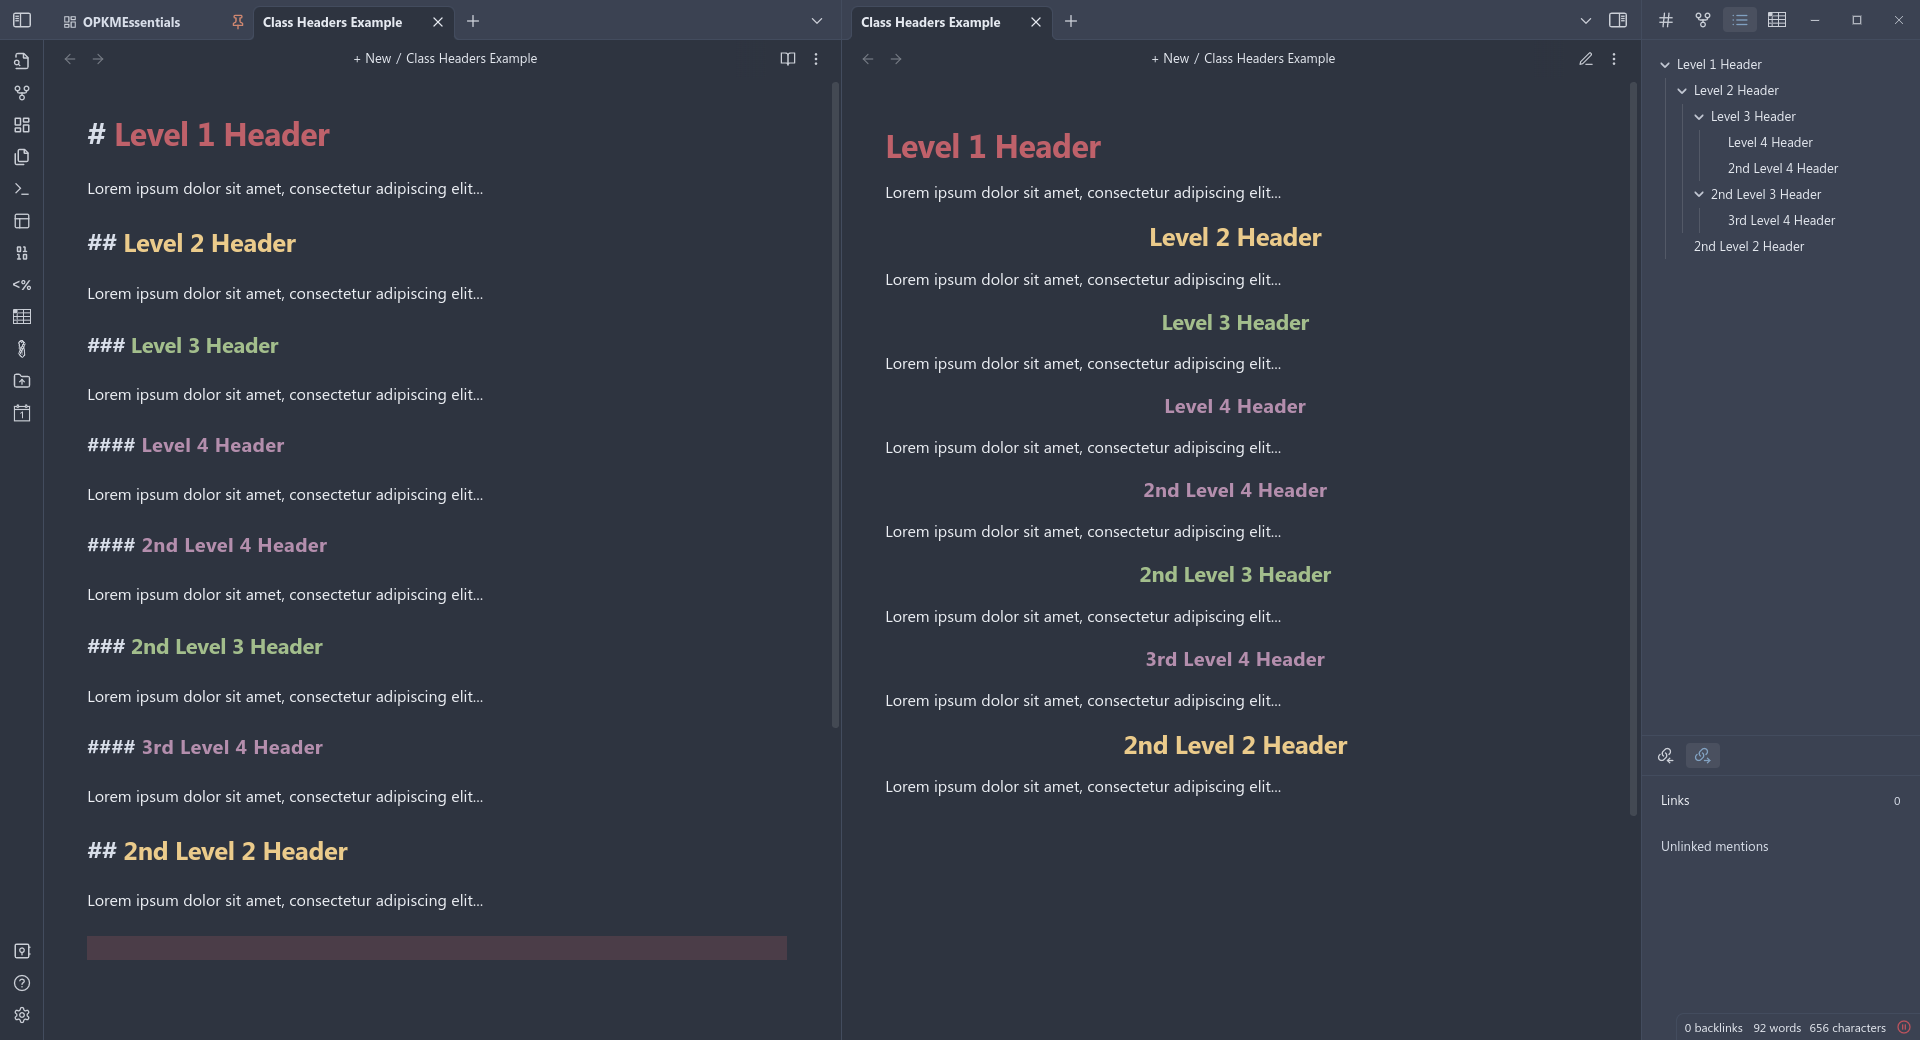 OPKMEssentials
Class Headers Example
Class Headers Example
+ New / Class Headers Example
# Level 1 Header
Lorem ipsum dolor sit amet, consectetur adipiscing elit...
## Level 2 Header
Lorem ipsum dolor sit amet, consectetur adipiscing elit...
### Level 3 Header
Lorem ipsum dolor sit amet, consectetur adipiscing elit...
#### Level 4 Header
Lorem ipsum dolor sit amet, consectetur adipiscing elit...
#### 2nd Level 4 Header
Lorem ipsum dolor sit amet, consectetur adipiscing elit...
### 2nd Level 3 Header
Lorem ipsum dolor sit amet, consectetur adipiscing elit...
#### 3rd Level 4 Header
Lorem ipsum dolor sit amet, consectetur adipiscing elit...
## 2nd Level 2 Header
Lorem ipsum dolor sit amet, consectetur adipiscing elit...
+ New / Class Headers Example
Level 1 Header
Lorem ipsum dolor sit amet, consectetur adipiscing elit...
Level 2 Header
Lorem ipsum dolor sit amet, consectetur adipiscing elit...
Level 3 Header
Lorem ipsum dolor sit amet, consectetur adipiscing elit...
Level 4 Header
Lorem ipsum dolor sit amet, consectetur adipiscing elit...
2nd Level 4 Header
Lorem ipsum dolor sit amet, consectetur adipiscing elit...
2nd Level 3 Header
Lorem ipsum dolor sit amet, consectetur adipiscing elit...
3rd Level 4 Header
Lorem ipsum dolor sit amet, consectetur adipiscing elit...
2nd Level 2 Header
Lorem ipsum dolor sit amet, consectetur adipiscing elit...
Level 1 Header
Level 2 Header
Level 3 Header
Level 4 Header
2nd Level 4 Header
2nd Level 3 Header
3rd Level 4 Header
2nd Level 2 Header
Links 0
Unlinked mentions
0 backlinks 92 words 656 characters